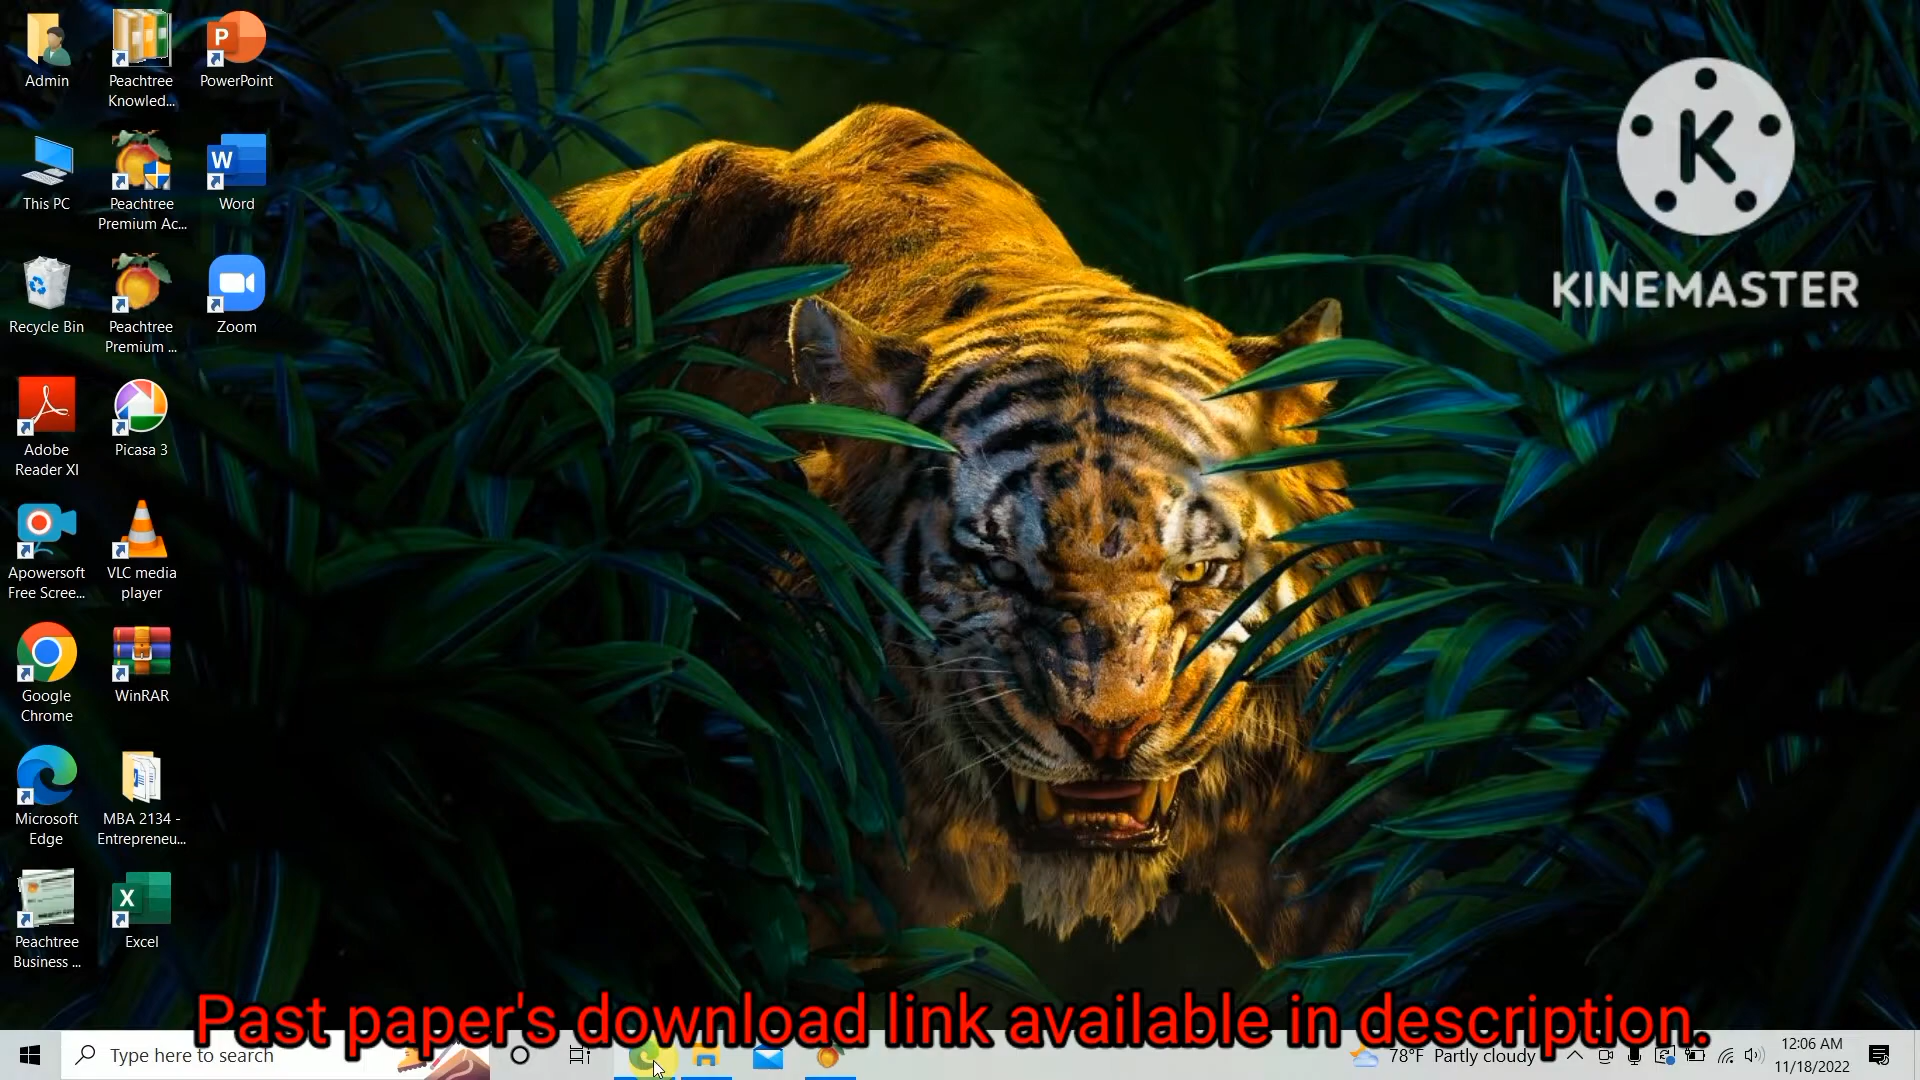 Admin
Peachtree
Knowled...
PowerPoint
This PC
Peachtree
Premium Ac...
W
Word
Recycle Bin
Peachtree
Premium ...
Zoom
Adobe
Reader XI
Picasa 3
Apowersoft
Free Scree...
VLC media
player
Google
Chrome
WinRAR
Microsoft
Edge
MBA 2134 -
Entrepreneu...
Peachtree
Business ...
X
Excel
P
K
KINEMASTER
Past paper's download link available in description.
Type here to search
78°F Partly cloudy
12:06 AM
11/18/2022